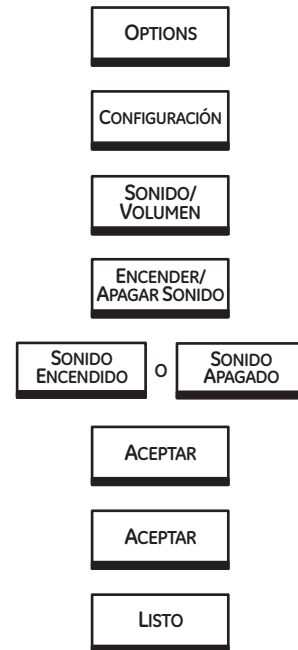 OPTIONS
CONFIGURACIÓN
SONIDO/
VOLUMEN
ENCENDER/
APAGAR SONIDO
SONIDO
ENCENDIDO
O
SONIDO
APAGADO
ACEPTAR
ACEPTAR
LISTO